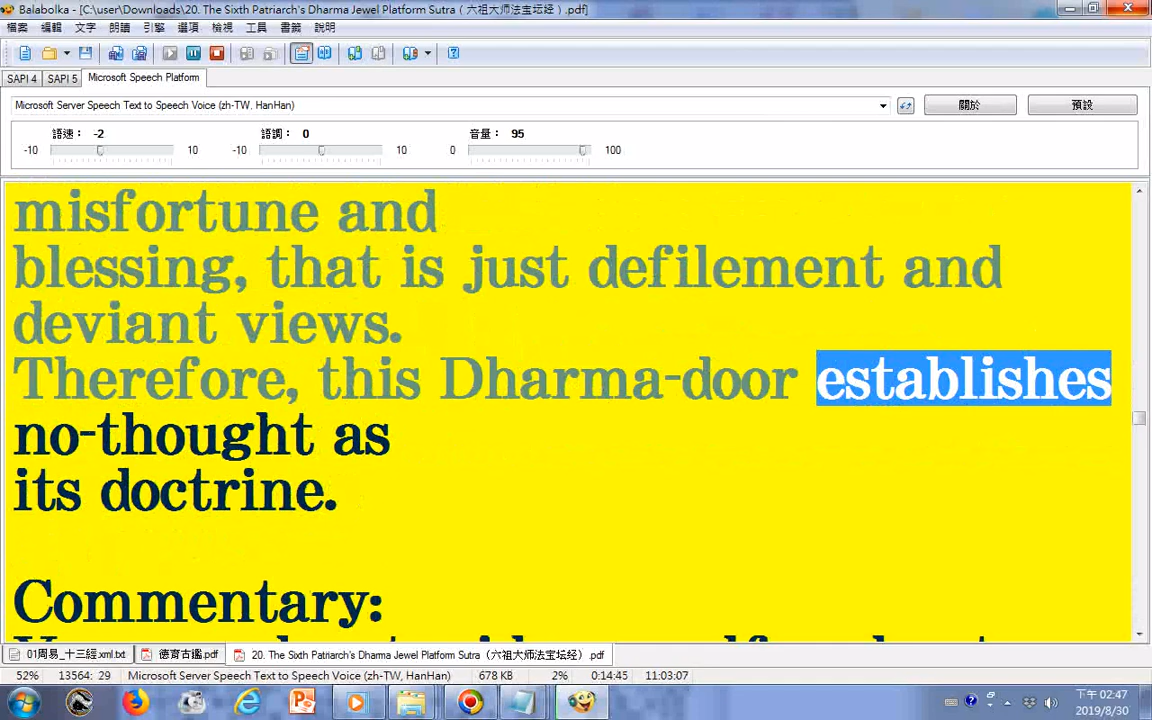 Balabolka - [C:\user\Downloads\20. The Sixth Patriarch's Dharma Jewel Platform Sutra（六祖大师法宝坛经）.pdf]
檔案 編輯 文字 朗讀 引擎 選項 檢視 工具 書籤 說明
SAPI 4 SAPI 5 Microsoft Speech Platform
Microsoft Server Speech Text to Speech Voice (zh-TW, HanHan) 關於 預設
語速： -2 語調： 0 音量： 95
-10 10 -10 10 0 100
misfortune and
blessing, that is just defilement and
deviant views.
Therefore, this Dharma-door establishes
no-thought as
its doctrine.
Commentary:
01周易_十三經.xml.txt 德育古鑑.pdf 20. The Sixth Patriarch's Dharma Jewel Platform Sutra（六祖大师法宝坛经）.pdf
52% 13564: 29 Microsoft Server Speech Text to Speech Voice (zh-TW, HanHan) 678 KB 2% 0:14:45 11:03:07
下午 02:47
2019/8/30